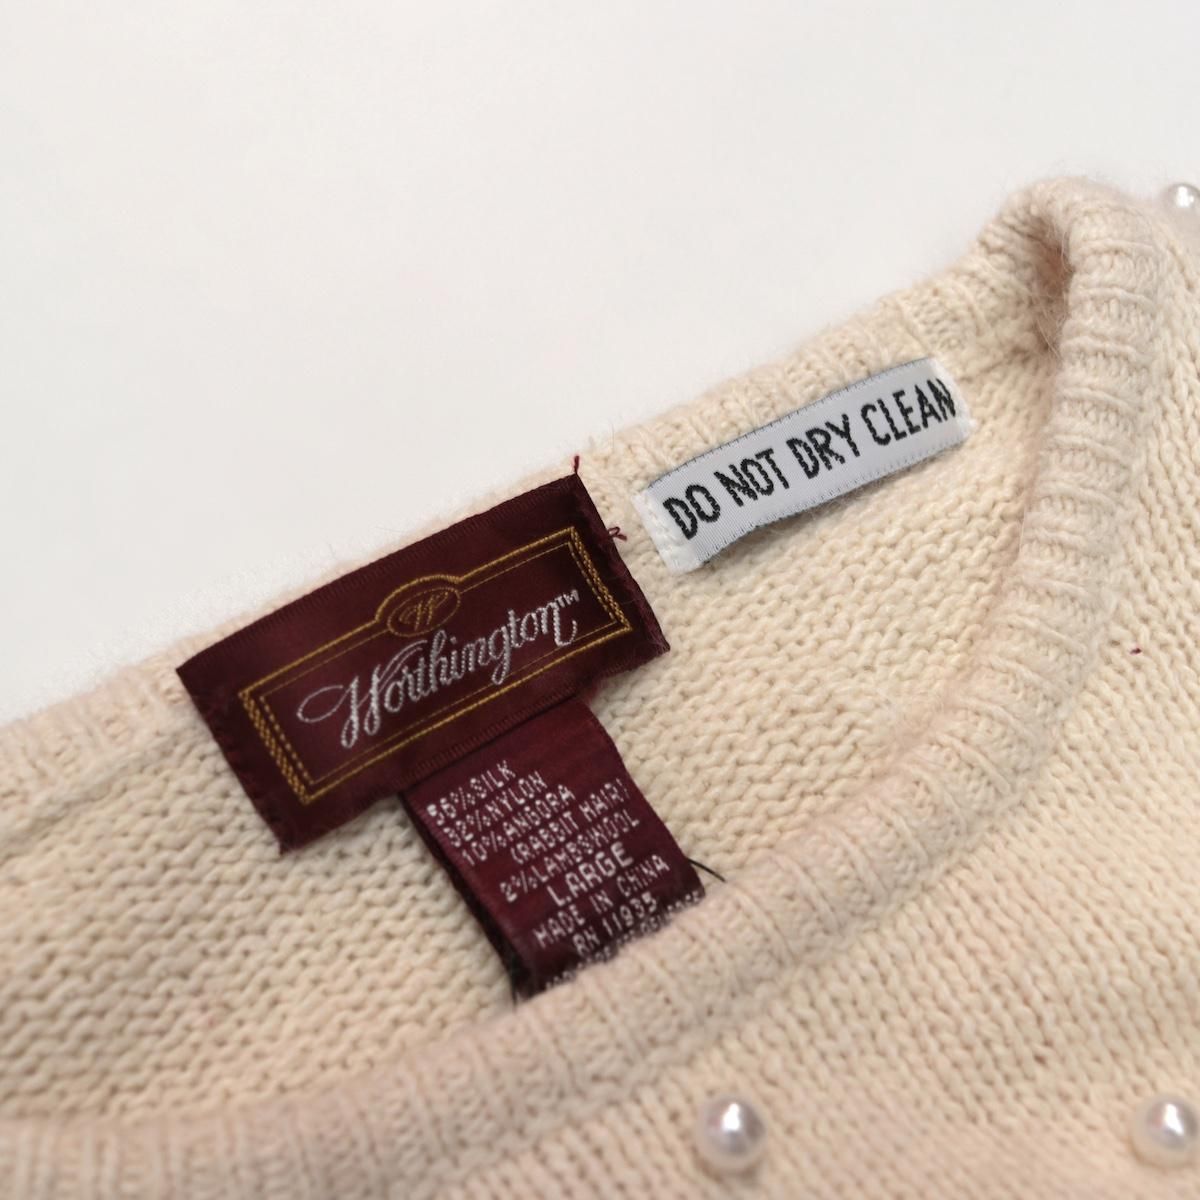 DO NOT DRY CLEAN
W
Worthington™
56% SILK
32% NYLON
10% ANGORA
(RABBIT HAIR)
2% LAMBSWOOL
LARGE
MADE IN CHINA
RN 11935